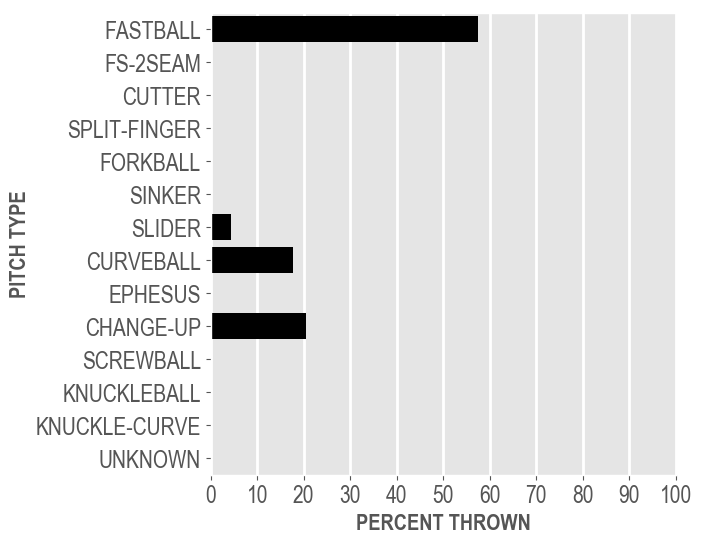 FASTBALL
FS-2SEAM
CUTTER
SPLIT-FINGER
FORKBALL
SINKER
SLIDER
CURVEBALL
EPHESUS
CHANGE-UP
SCREWBALL
KNUCKLEBALL
KNUCKLE-CURVE
UNKNOWN
PITCH TYPE
0 10 20 30 40 50 60 70 80 90 100
PERCENT THROWN